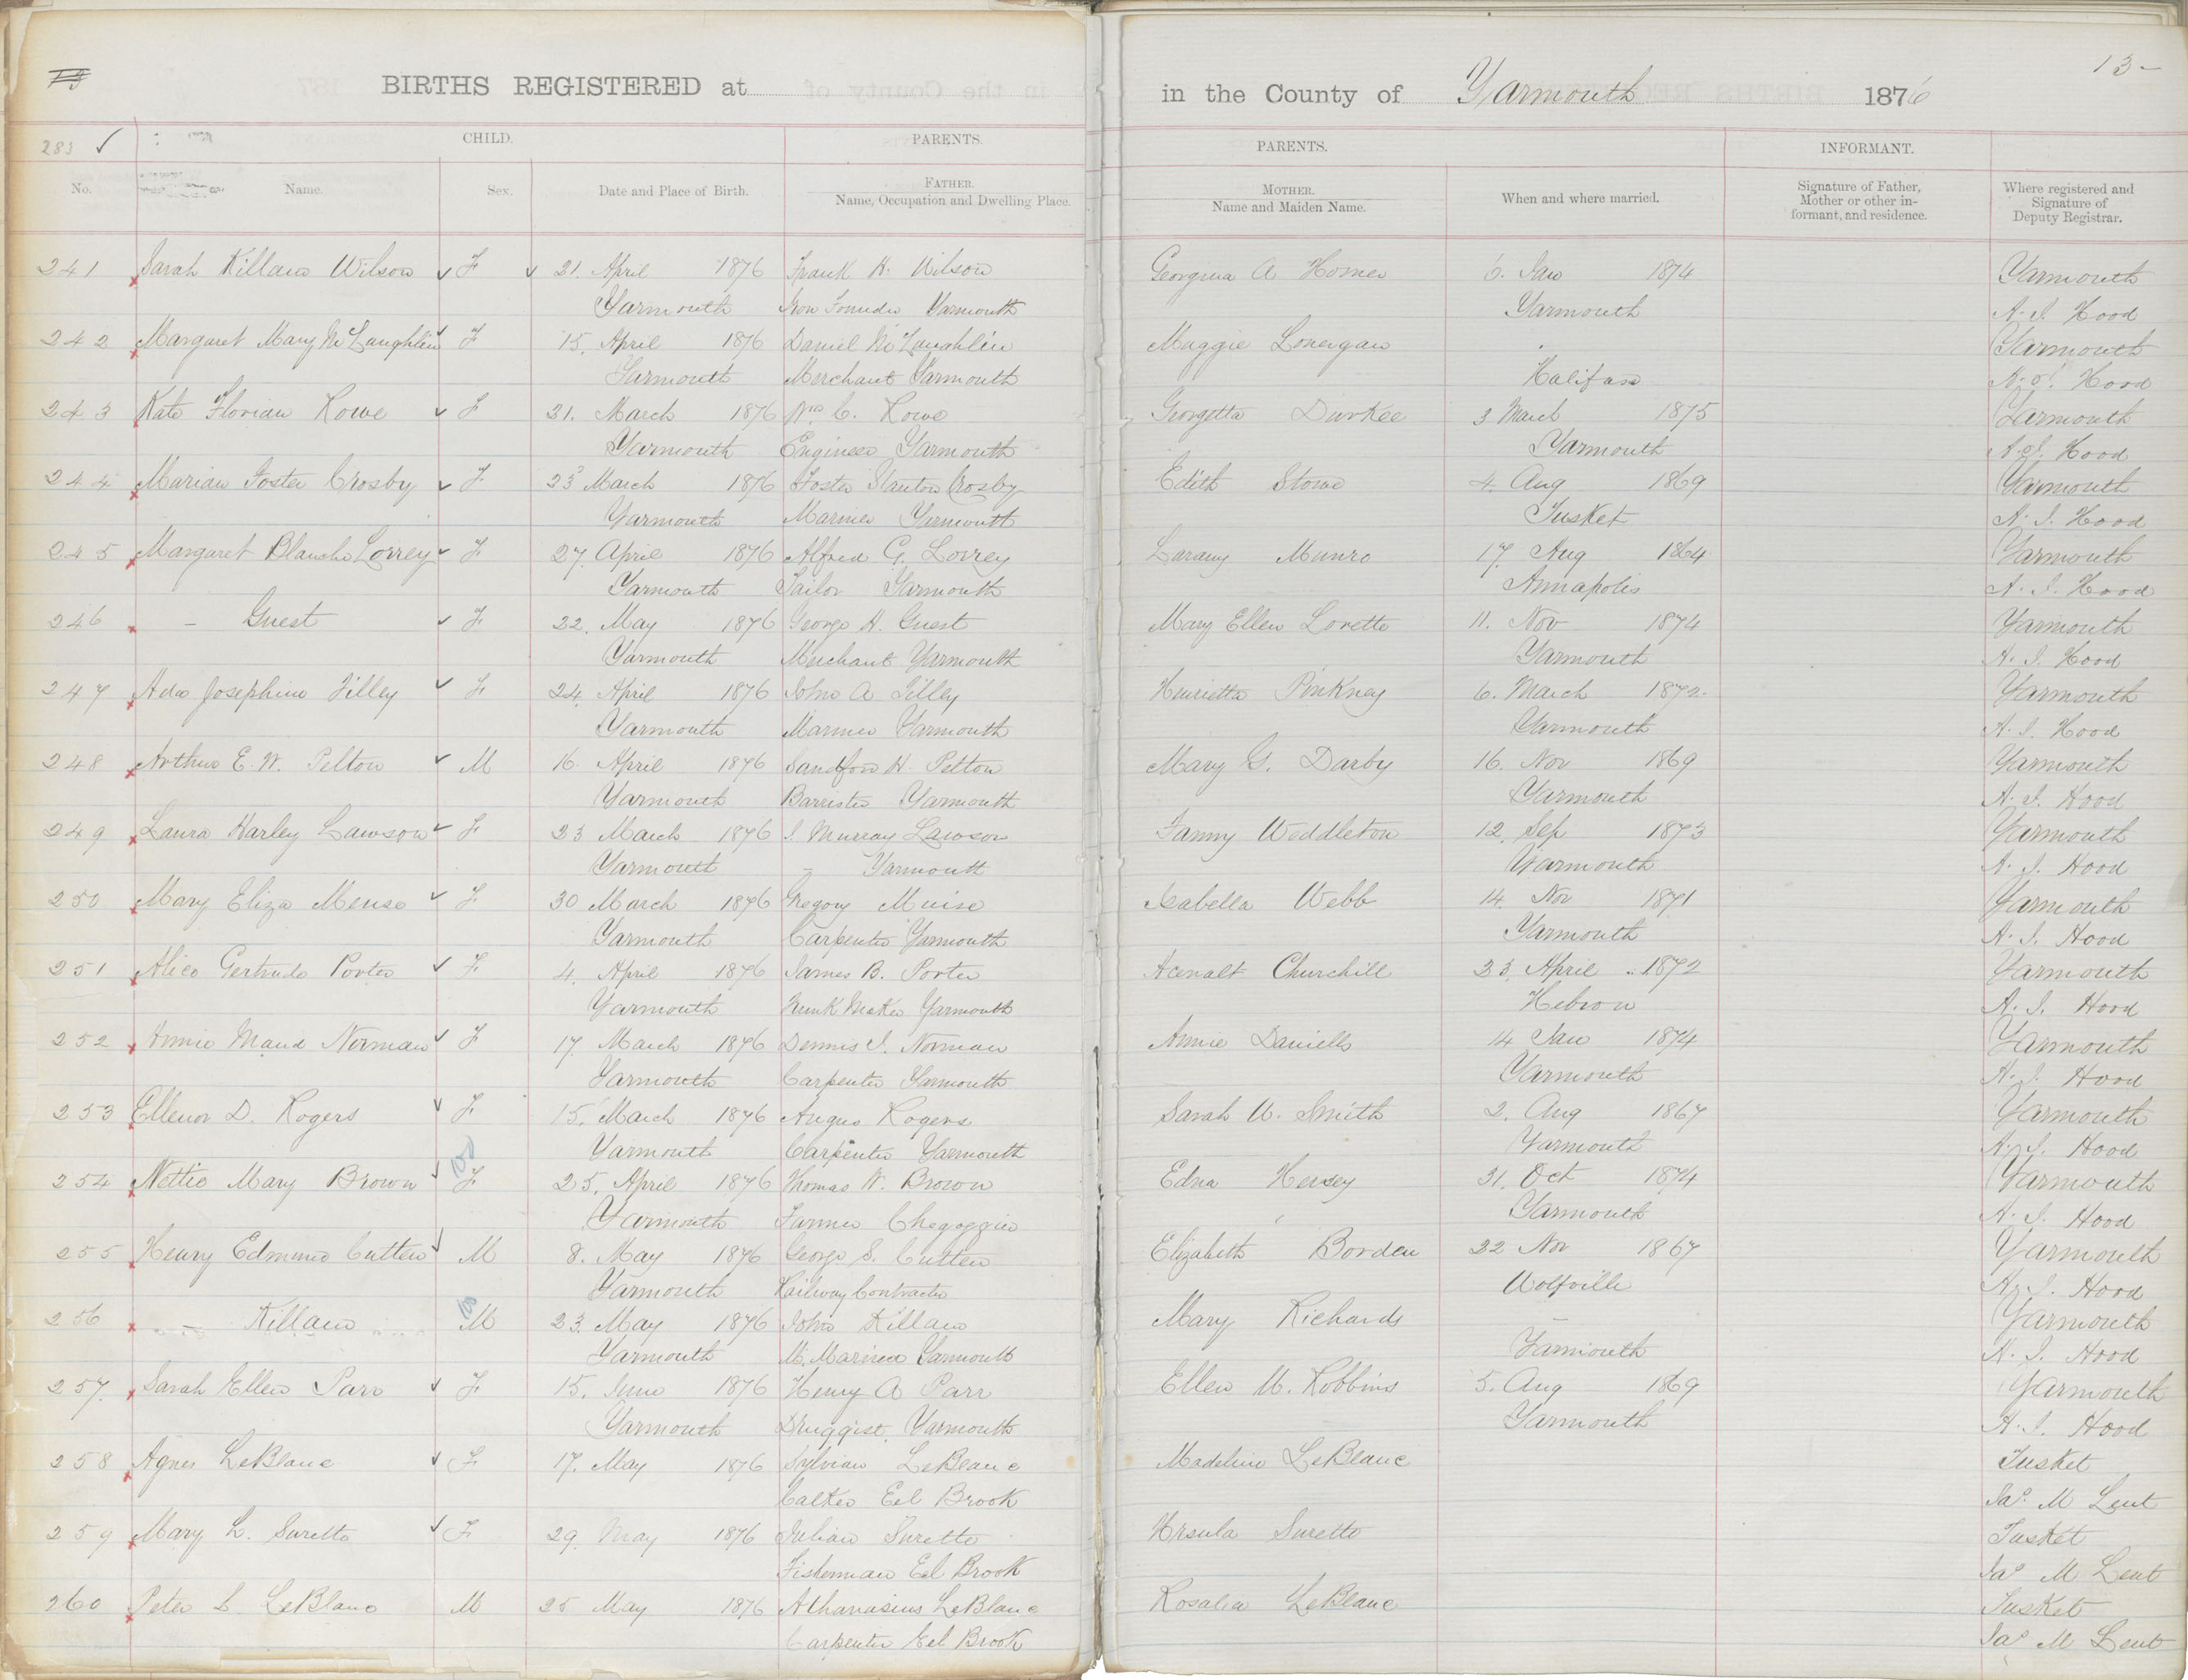 BIRTHS REGISTERED at in the County of Yarmouth 1876
13-
283 ✓
CHILD. PARENTS. PARENTS. INFORMANT.
No. Name. Sex. Date and Place of Birth. FATHER. Name, Occupation and Dwelling Place. MOTHER. Name and Maiden Name. When and where married. Signature of Father, Mother or other informant, and residence. Where registered and Signature of Deputy Registrar.
241 Sarah Killam Wilson F 21. April 1876 Frank H. Wilson Georgina A Homer 6. Jan 1874 Yarmouth
Yarmouth Iron Founder Yarmouth Yarmouth A. J. Hood
242 Margaret Mary McLaughlin F 15. April 1876 Daniel McLaughlin Maggie Lonergan Yarmouth
Yarmouth Merchant Yarmouth Halifax A. J. Hood
243 Kate Florian Rowe F 21. March 1876 Wm C. Rowe Georgetta Durkee 3 March 1875 Yarmouth
Yarmouth Engineer Yarmouth Yarmouth A. J. Hood
244 Marian Foster Crosby F 23 March 1876 Foster Stanton Crosby Edith Stowe 4. Aug 1869 Yarmouth
Yarmouth Mariner Yarmouth Tusket A. J. Hood
245 Margaret Blanche Lorrey F 27. April 1876 Alfred G. Lovrey Munro 17. Aug 1864 Yarmouth
Yarmouth Tailor Yarmouth Annapolis A. J. Hood
246 – Guest F 22. May 1876 George H. Guest Mary Ellen Lovette 11. Nov 1874 Yarmouth
Yarmouth Merchant Yarmouth Yarmouth A. J. Hood
247 Ada Josephine Tilley F 24. April 1876 John A Tilley Henrietta Pinkney 6. March 1872 Yarmouth
Yarmouth Mariner Yarmouth Yarmouth A. J. Hood
248 Arthur E. W. Pelton M 16. April 1876 Sandford H. Pelton Mary G. Darby 16. Nov 1869 Yarmouth
Yarmouth Barrister Yarmouth Yarmouth A. J. Hood
249 Laura Harley Lawson F 23 March 1876 J. Murray Lawson Fanny Weddleton 12. Sep 1873 Yarmouth
Yarmouth – Yarmouth Yarmouth A. J. Hood
250 Mary Eliza Meuse F 30 March 1876 Gregory Muise Isabella Webb 14. Nov 1871 Yarmouth
Yarmouth Carpenter Yarmouth Yarmouth A. J. Hood
251 Alice Gertrude Porter F 4. April 1876 James B. Porter Churchill 23. April 1872 Yarmouth
Yarmouth Trunk Maker Yarmouth Hebron A. J. Hood
252 Annie Maud Norman F 17. March 1876 Dennis J. Norman Annie Daniells 14 Jan 1874 Yarmouth
Yarmouth Carpenter Yarmouth Yarmouth A. J. Hood
253 Ellenor D. Rogers F 15. March 1876 Angus Rogers Sarah U. Smith 2. Aug 1867 Yarmouth
Yarmouth Carpenter Yarmouth Yarmouth A. J. Hood
254 Nettie Mary Brown F 25. April 1876 Thomas W. Brown Edna Hersey 31. Oct 1874 Yarmouth
Yarmouth Farmer Chegoggin Yarmouth A. J. Hood
255 Henry Edmund Cutten M 8. May 1876 George S. Cutten Elizabeth Borden 22 Nov 1867 Yarmouth
Yarmouth Railway Contractor Wolfville A. J. Hood
256 – Killam M 23. May 1876 John Killam Mary Richards – Yarmouth
Yarmouth M. Mariner Yarmouth Yarmouth A. J. Hood
257. Sarah Ellen Parr F 15. June 1876 Henry A Parr Ellen M. Robbins 5. Aug 1869 Yarmouth
Yarmouth Druggist Yarmouth Yarmouth A. J. Hood
258 Agnes LeBlanc F 17. May 1876 Sylvian LeBlanc Madeline LeBlanc Tusket
Calker Eel Brook Jas. M Lent
259 Mary L. Surette F 29. May 1876 Julian Surette Ursula Surette Tusket
Fisherman Eel Brook Jas M Lent
260 Peter L LeBlanc M 25 May 1876 Athanasius LeBlanc Rosalie LeBlanc Tusket
Carpenter Eel Brook Jas M Lent